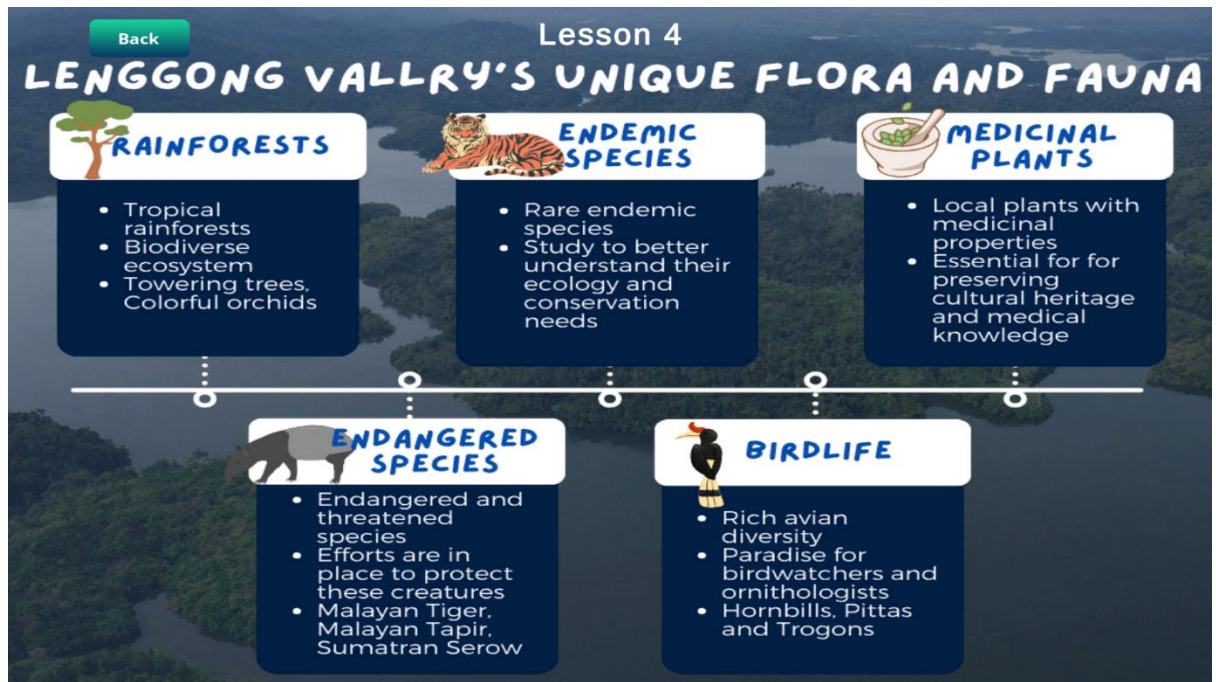 Back
Lesson 4
LENGGONG VALLRY'S UNIQUE FLORA AND FAUNA
RAINFORESTS
• Tropical
rainforests
• Biodiverse
ecosystem
• Towering trees,
Colorful orchids
ENDEMIC
SPECIES
• Rare endemic
species
• Study to better
understand their
ecology and
conservation
needs
MEDICINAL
PLANTS
• Local plants with
medicinal
properties
• Essential for for
preserving
cultural heritage
and medical
knowledge
ENDANGERED
SPECIES
• Endangered and
threatened
species
• Efforts are in
place to protect
these creatures
• Malayan Tiger,
Malayan Tapir,
Sumatran Serow
BIRDLIFE
• Rich avian
diversity
• Paradise for
birdwatchers and
ornithologists
• Hornbills, Pittas
and Trogons